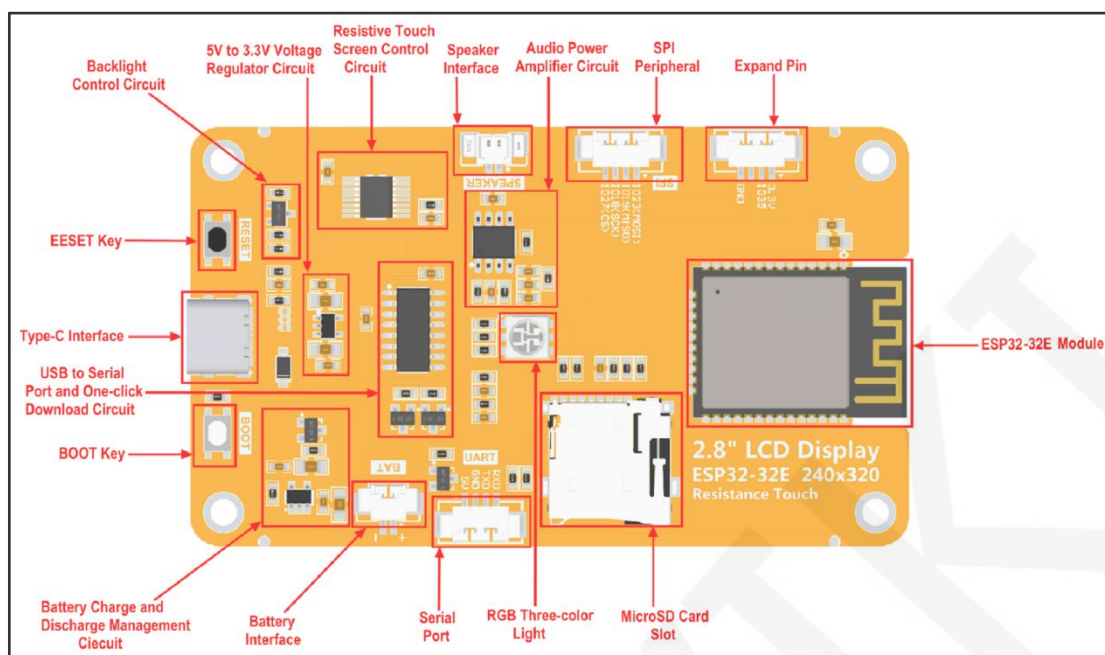 Backlight
Control Circuit
5V to 3.3V Voltage
Regulator Circuit
Resistive Touch
Screen Control
Circuit
Speaker
Interface
Audio Power
Amplifier Circuit
SPI
Peripheral
Expand Pin
EESET Key
Type-C Interface
USB to Serial
Port and One-click
Download Circuit
BOOT Key
Battery Charge and
Discharge Management
Ciecuit
Battery
Interface
Serial
Port
RGB Three-color
Light
MicroSD Card
Slot
ESP32-32E Module
RESET
BOOT
SPEAKER
SPI
IO27(CS)
IO18(SCK)
IO19(MISO)
IO23(MOSI)
GND
IO35
3.3V
BAT
- +
UART
5V
GND
TXD
RXD
2.8" LCD Display
ESP32-32E 240x320
Resistance Touch